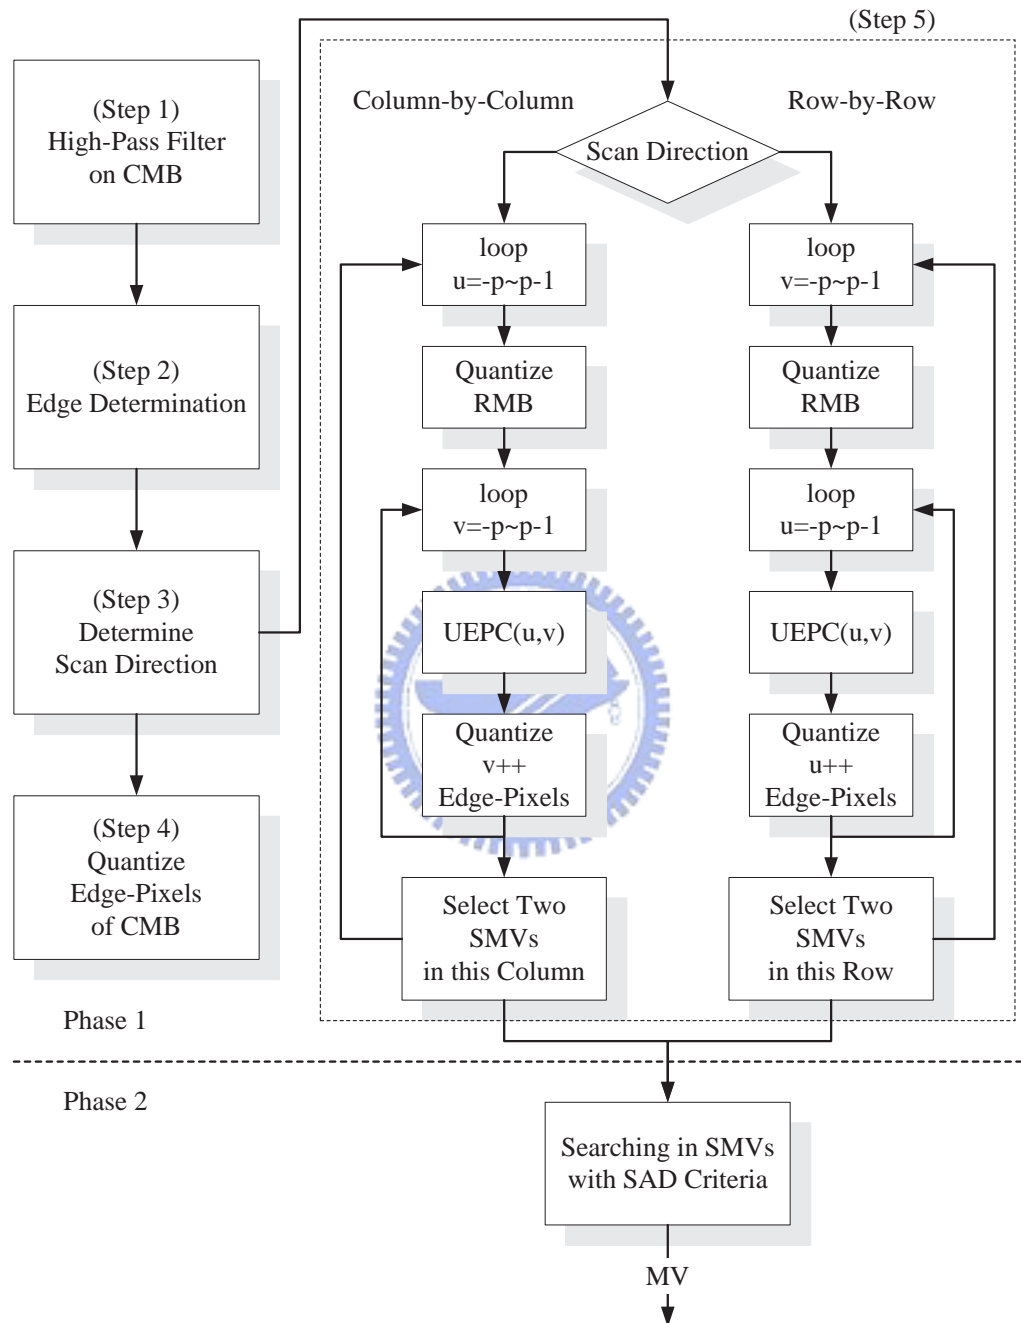 (Step 1)
High-Pass Filter
on CMB
(Step 2)
Edge Determination
(Step 3)
Determine
Scan Direction
(Step 4)
Quantize
Edge-Pixels
of CMB
Phase 1
(Step 5)
Column-by-Column
Row-by-Row
Scan Direction
loop
u=-p~p-1
Quantize
RMB
loop
v=-p~p-1
UEPC(u,v)
Quantize
v++
Edge-Pixels
Select Two
SMVs
in this Column
loop
v=-p~p-1
Quantize
RMB
loop
u=-p~p-1
UEPC(u,v)
Quantize
u++
Edge-Pixels
Select Two
SMVs
in this Row
Phase 2
Searching in SMVs
with SAD Criteria
MV